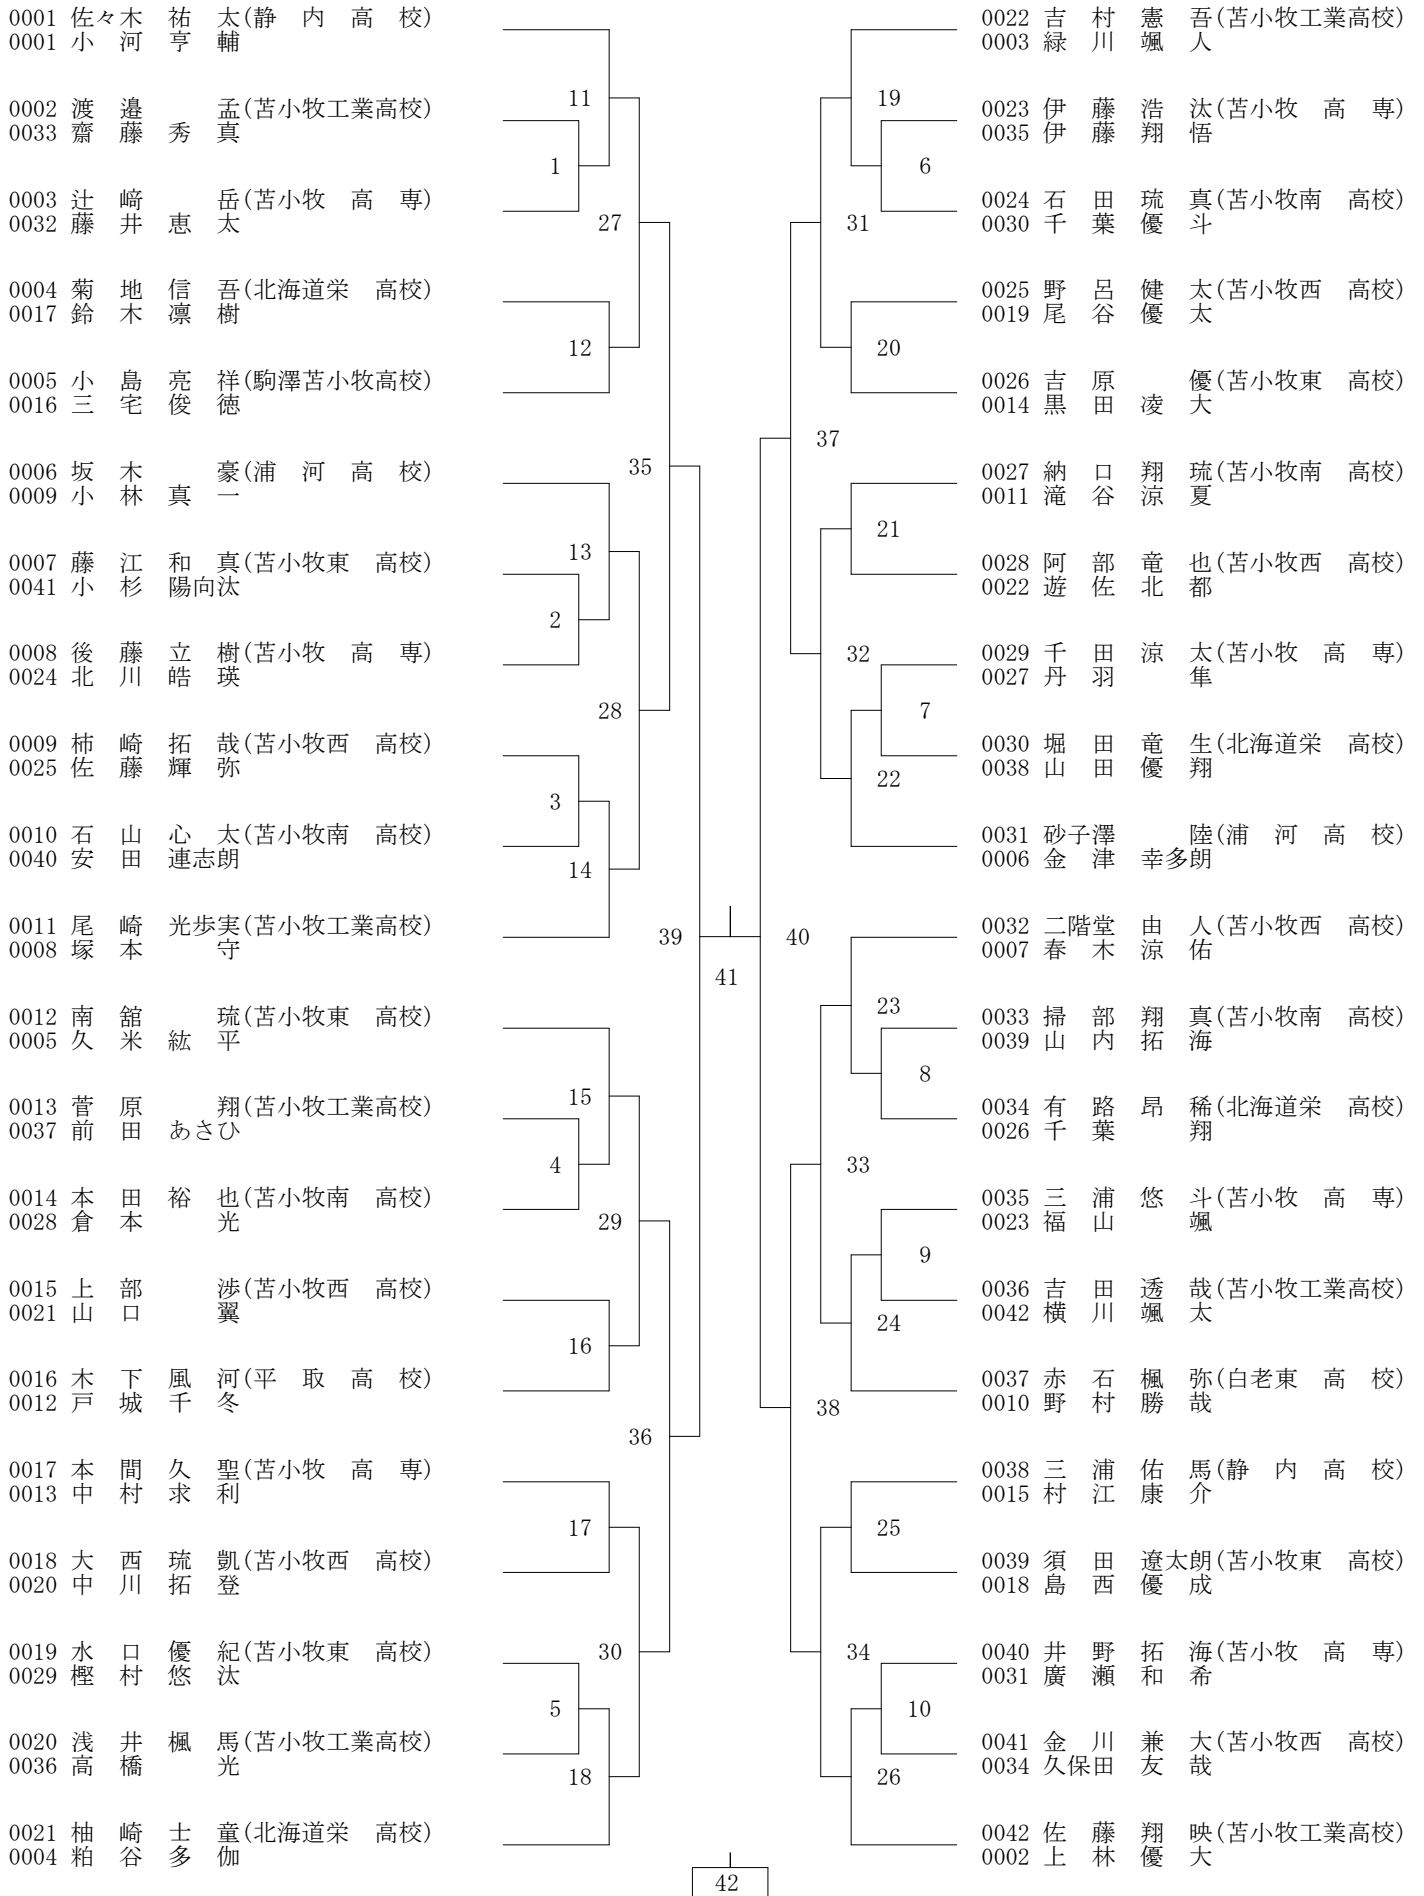 0001 佐々木　祐　太(静　内　高　校)
0001 小　河　亨　輔
11
0002 渡　邉　　　孟(苫小牧工業高校)
0033 齋　藤　秀　真
1
0003 辻　﨑　　　岳(苫小牧　高　専)
0032 藤　井　恵　太
27
0004 菊　地　信　吾(北海道栄　高校)
0017 鈴　木　凛　樹
12
0005 小　島　亮　祥(駒澤苫小牧高校)
0016 三　宅　俊　徳
35
0006 坂　木　　　豪(浦　河　高　校)
0009 小　林　真　一
13
0007 藤　江　和　真(苫小牧東　高校)
0041 小　杉　陽向汰
2
0008 後　藤　立　樹(苫小牧　高　専)
0024 北　川　皓　瑛
28
0009 柿　崎　拓　哉(苫小牧西　高校)
0025 佐　藤　輝　弥
3
0010 石　山　心　太(苫小牧南　高校)
0040 安　田　連志朗
14
0011 尾　崎　光歩実(苫小牧工業高校)
0008 塚　本　　　守
39
0012 南　舘　　　琉(苫小牧東　高校)
0005 久　米　紘　平
15
0013 菅　原　　　翔(苫小牧工業高校)
0037 前　田　あさひ
4
0014 本　田　裕　也(苫小牧南　高校)
0028 倉　本　　　光
29
0015 上　部　　　渉(苫小牧西　高校)
0021 山　口　　　翼
16
0016 木　下　風　河(平　取　高　校)
0012 戸　城　千　冬
36
0017 本　間　久　聖(苫小牧　高　専)
0013 中　村　求　利
17
0018 大　西　琉　凱(苫小牧西　高校)
0020 中　川　拓　登
30
0019 水　口　優　紀(苫小牧東　高校)
0029 樫　村　悠　汰
5
0020 浅　井　楓　馬(苫小牧工業高校)
0036 高　橋　　　光
18
0021 柚　崎　士　童(北海道栄　高校)
0004 粕　谷　多　伽
41
42
0022 吉　村　憲　吾(苫小牧工業高校)
0003 緑　川　颯　人
19
0023 伊　藤　浩　汰(苫小牧　高　専)
0035 伊　藤　翔　悟
6
0024 石　田　琉　真(苫小牧南　高校)
0030 千　葉　優　斗
31
0025 野　呂　健　太(苫小牧西　高校)
0019 尾　谷　優　太
20
0026 吉　原　　　優(苫小牧東　高校)
0014 黒　田　凌　大
37
0027 納　口　翔　琉(苫小牧南　高校)
0011 滝　谷　涼　夏
21
0028 阿　部　竜　也(苫小牧西　高校)
0022 遊　佐　北　都
32
0029 千　田　涼　太(苫小牧　高　専)
0027 丹　羽　　　隼
7
0030 堀　田　竜　生(北海道栄　高校)
0038 山　田　優　翔
22
0031 砂子澤　　　陸(浦　河　高　校)
0006 金　津　幸多朗
40
0032 二階堂　由　人(苫小牧西　高校)
0007 春　木　涼　佑
23
0033 掃　部　翔　真(苫小牧南　高校)
0039 山　内　拓　海
8
0034 有　路　昂　稀(北海道栄　高校)
0026 千　葉　　　翔
33
0035 三　浦　悠　斗(苫小牧　高　専)
0023 福　山　　　颯
9
0036 吉　田　透　哉(苫小牧工業高校)
0042 横　川　颯　太
24
0037 赤　石　楓　弥(白老東　高　校)
0010 野　村　勝　哉
38
0038 三　浦　佑　馬(静　内　高　校)
0015 村　江　康　介
25
0039 須　田　遼太朗(苫小牧東　高校)
0018 島　西　優　成
34
0040 井　野　拓　海(苫小牧　高　専)
0031 廣　瀬　和　希
10
0041 金　川　兼　大(苫小牧西　高校)
0034 久保田　友　哉
26
0042 佐　藤　翔　映(苫小牧工業高校)
0002 上　林　優　大